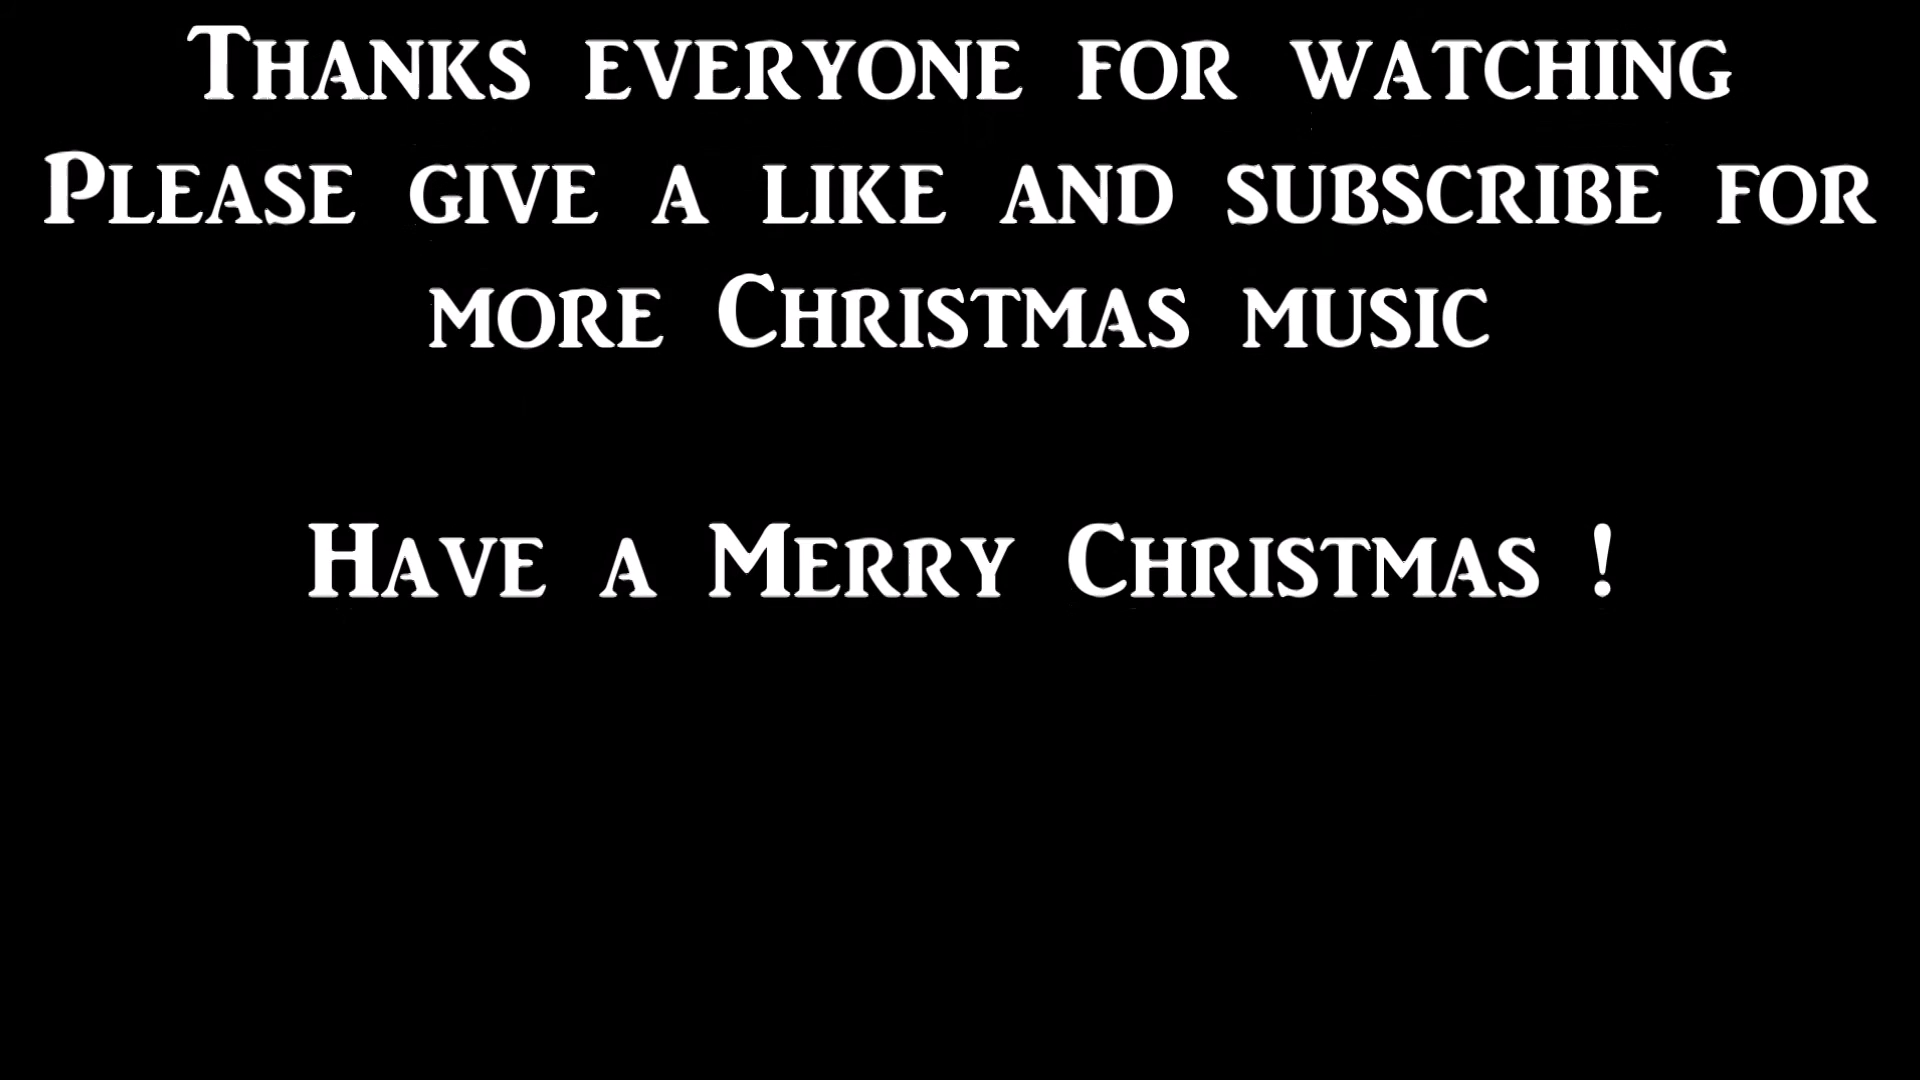 Thanks everyone for watching
Please give a like and subscribe for
more Christmas music
Have a Merry Christmas !